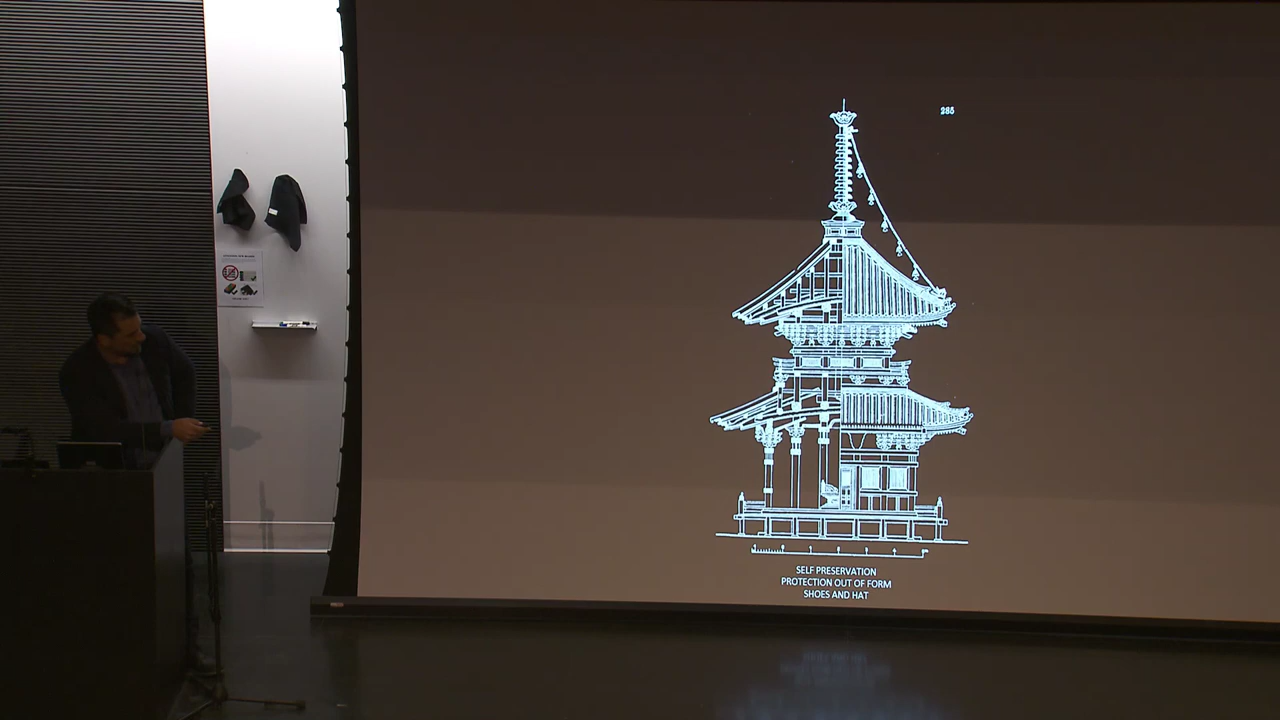 285
SELF PRESERVATION
PROTECTION OUT OF FORM
SHOES AND HAT